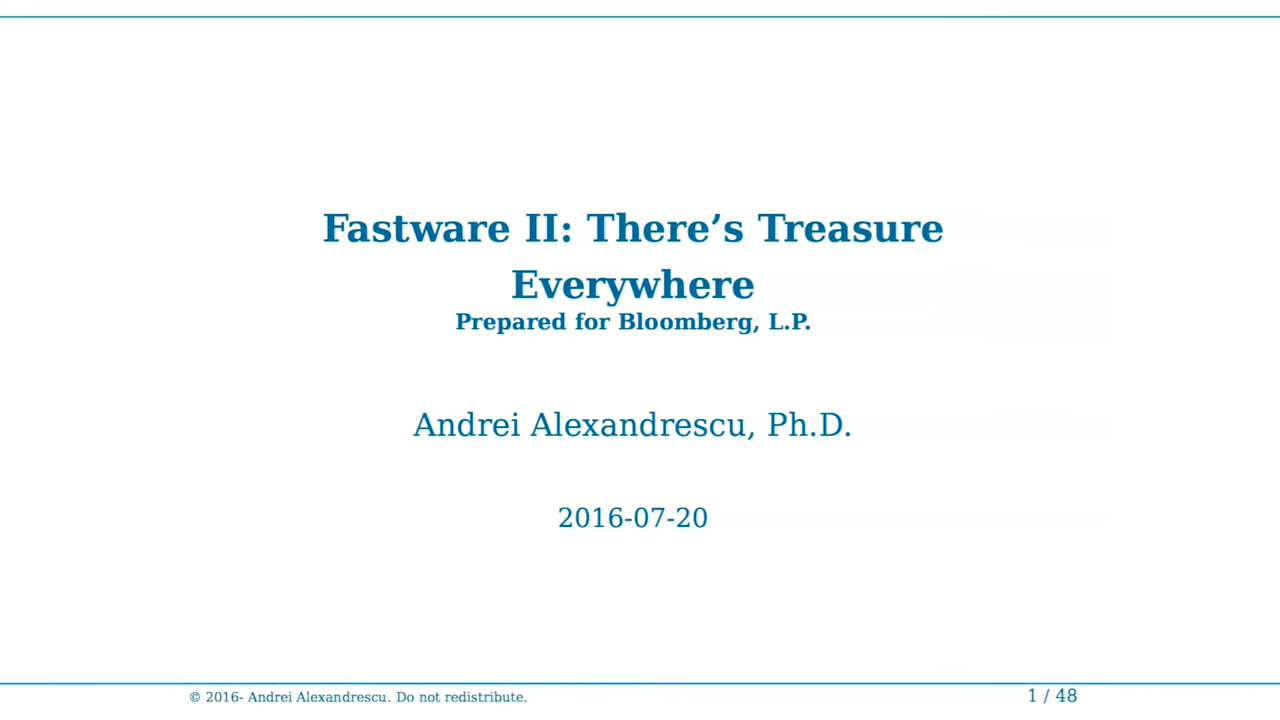 Fastware II: There’s Treasure
Everywhere
Prepared for Bloomberg, L.P.
Andrei Alexandrescu, Ph.D.
2016-07-20
© 2016- Andrei Alexandrescu. Do not redistribute.
1 / 48